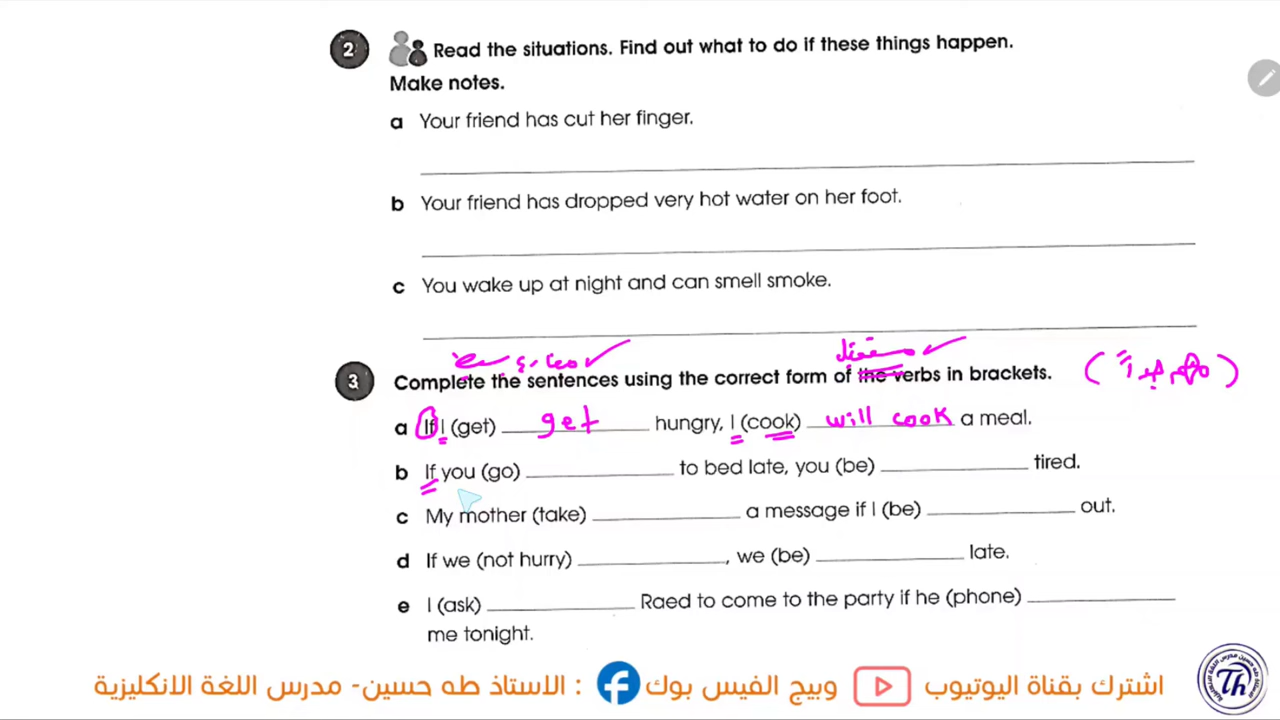 2 Read the situations. Find out what to do if these things happen.
Make notes.
a Your friend has cut her finger.
b Your friend has dropped very hot water on her foot.
c You wake up at night and can smell smoke.
مضارع بسيط ✓ مستقبل ✓
3 Complete the sentences using the correct form of the verbs in brackets. (مهم جداً)
a If I (get) get hungry, I (cook) will cook a meal.
b If you (go) to bed late, you (be) tired.
c My mother (take) a message if I (be) out.
d If we (not hurry) , we (be) late.
e I (ask) Raed to come to the party if he (phone)
me tonight.
اشترك بقناة اليوتيوب وبيج الفيس بوك : الاستاذ طه حسين- مدرس اللغة الانكليزية
Th